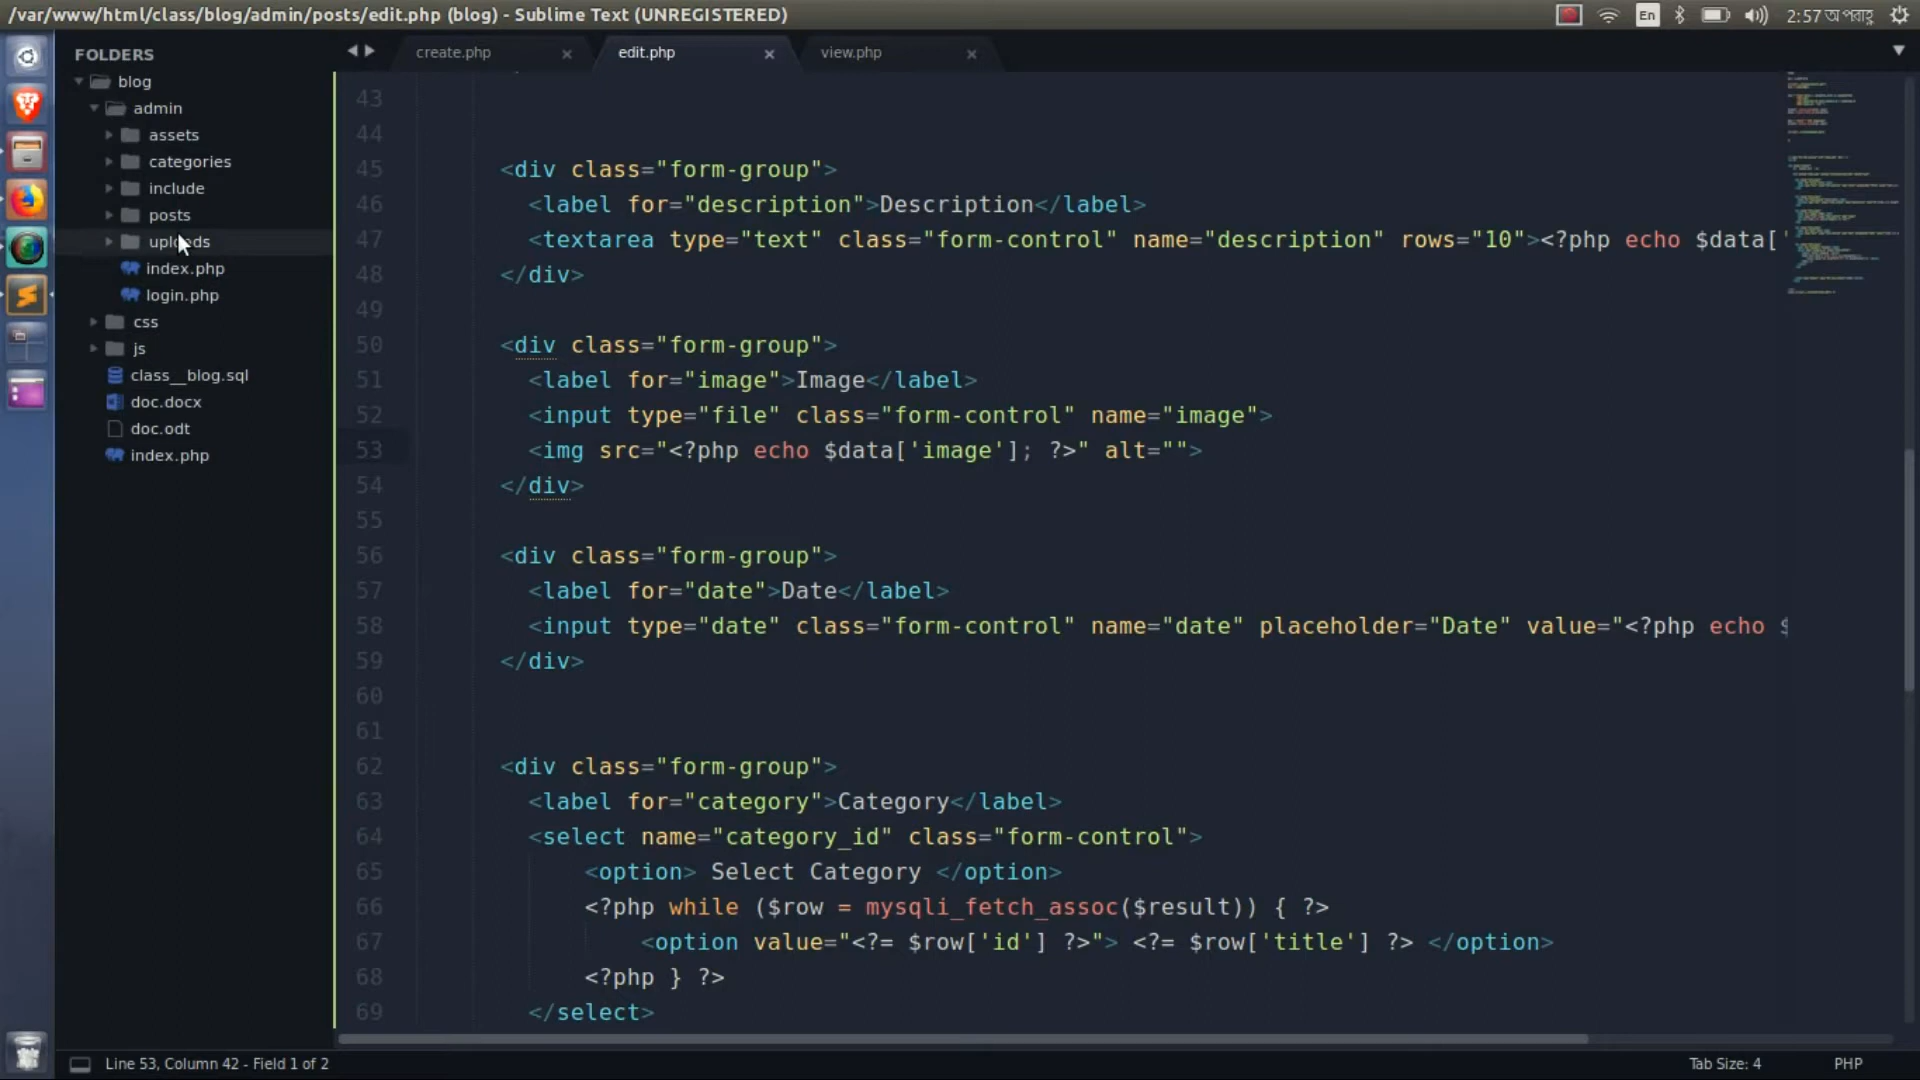 /var/www/html/class/blog/admin/posts/edit.php (blog) - Sublime Text (UNREGISTERED)
En
2:57 অপরাহ্ণ
FOLDERS
blog
admin
assets
categories
include
posts
uploads
index.php
login.php
css
js
class__blog.sql
doc.docx
doc.odt
index.php
create.php ×
edit.php ×
view.php ×
43
44
45 <div class="form-group">
46 <label for="description">Description</label>
47 <textarea type="text" class="form-control" name="description" rows="10"><?php echo $data['
48 </div>
49
50 <div class="form-group">
51 <label for="image">Image</label>
52 <input type="file" class="form-control" name="image">
53 <img src="<?php echo $data['image']; ?>" alt="">
54 </div>
55
56 <div class="form-group">
57 <label for="date">Date</label>
58 <input type="date" class="form-control" name="date" placeholder="Date" value="<?php echo $
59 </div>
60
61
62 <div class="form-group">
63 <label for="category">Category</label>
64 <select name="category_id" class="form-control">
65 <option> Select Category </option>
66 <?php while ($row = mysqli_fetch_assoc($result)) { ?>
67 <option value="<?= $row['id'] ?>"> <?= $row['title'] ?> </option>
68 <?php } ?>
69 </select>
Line 53, Column 42 - Field 1 of 2
Tab Size: 4
PHP